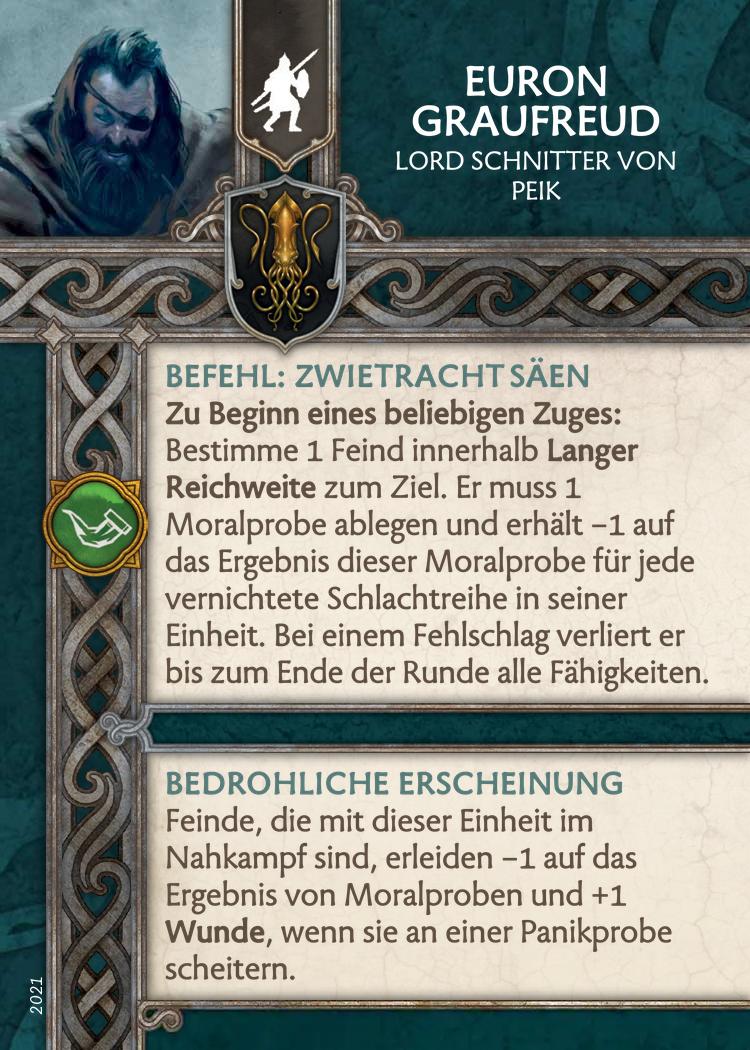 EURON
GRAUFREUD
LORD SCHNITTER VON
PEIK
BEFEHL: ZWIETRACHT SÄEN
Zu Beginn eines beliebigen Zuges:
Bestimme 1 Feind innerhalb Langer
Reichweite zum Ziel. Er muss 1
Moralprobe ablegen und erhält –1 auf
das Ergebnis dieser Moralprobe für jede
vernichtete Schlachtreihe in seiner
Einheit. Bei einem Fehlschlag verliert er
bis zum Ende der Runde alle Fähigkeiten.
BEDROHLICHE ERSCHEINUNG
Feinde, die mit dieser Einheit im
Nahkampf sind, erleiden –1 auf das
Ergebnis von Moralproben und +1
Wunde, wenn sie an einer Panikprobe
scheitern.
2021